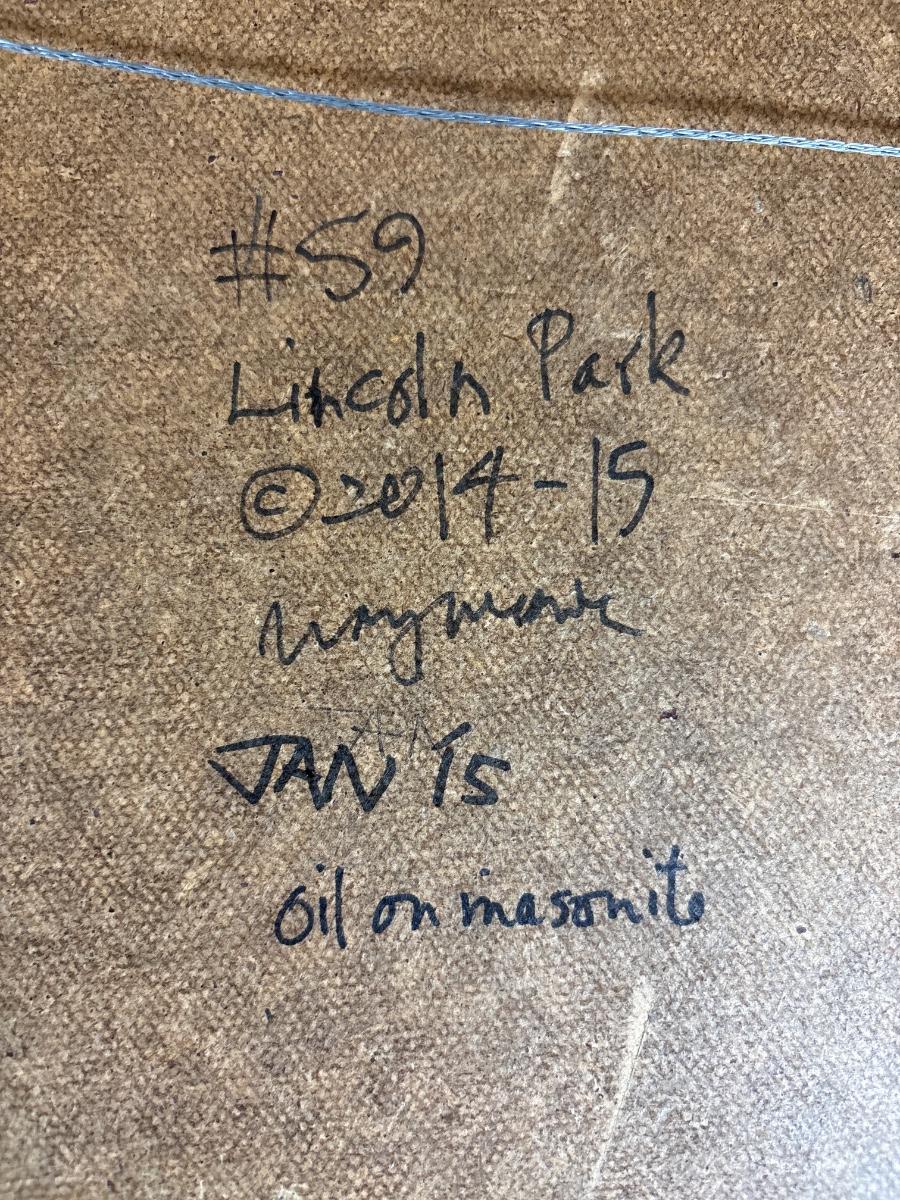 #59
Lincoln Park
©2014-15
JAN '15
oil on masonite